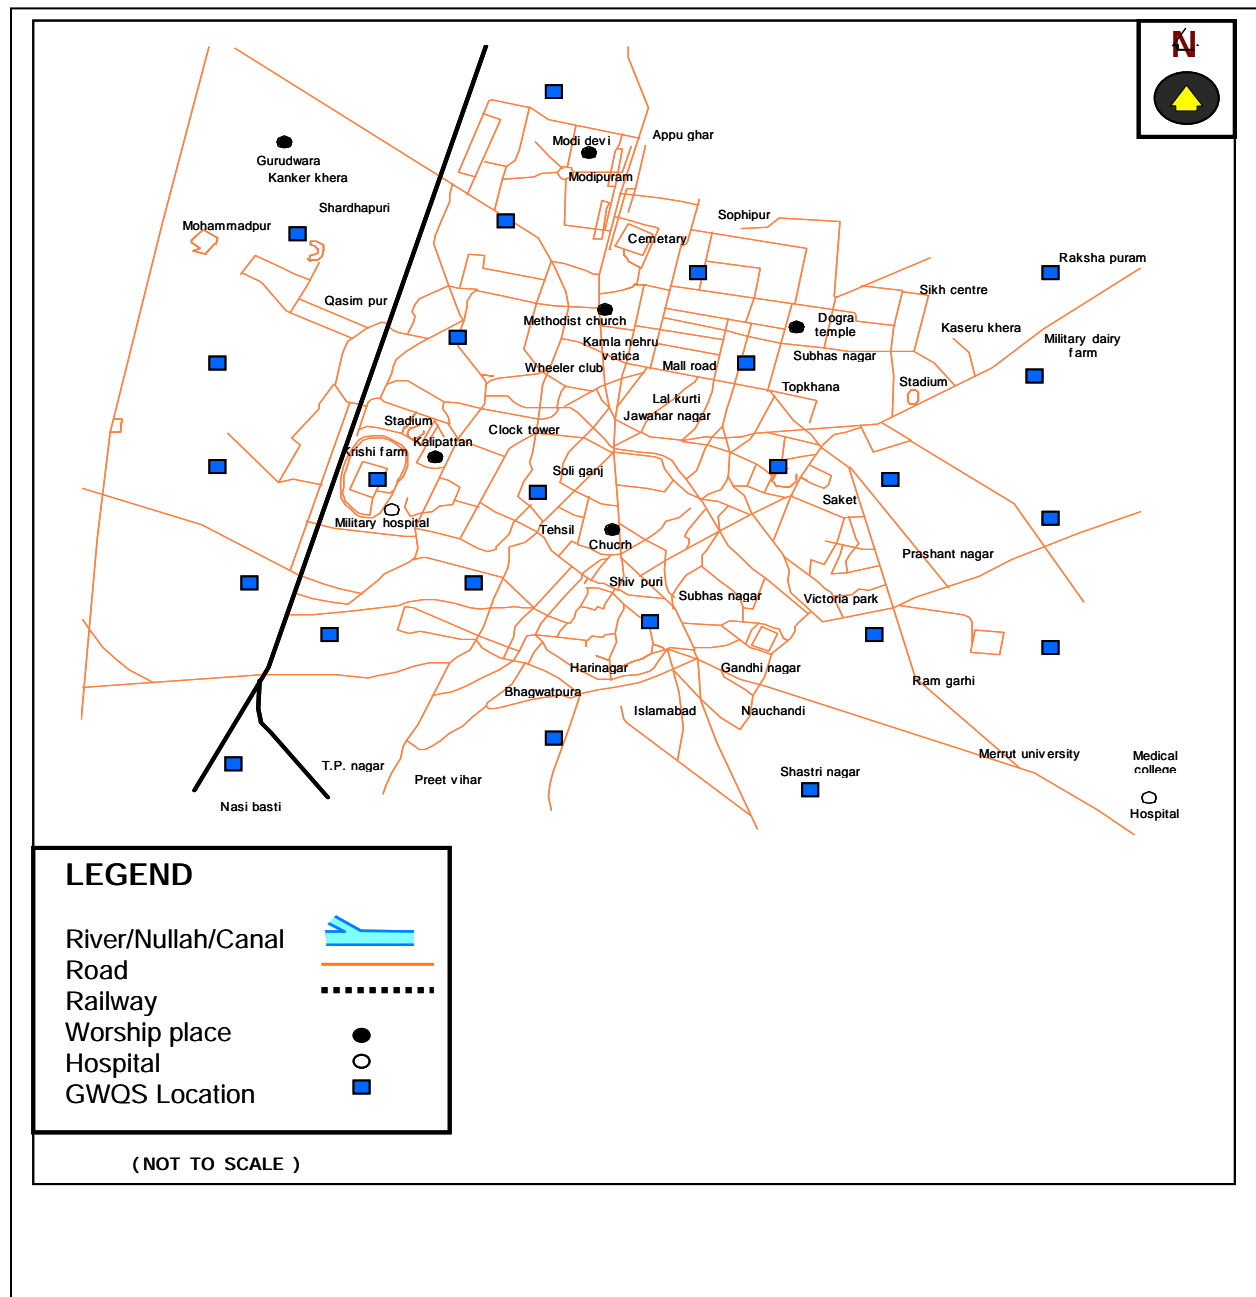 N
Appu ghar
Modi devi
Gurudwara
Kanker khera
Modipuram
Shardhapuri
Mohammadpur
Sophipur
Cemetary
Raksha puram
Sikh centre
Qasim pur
Methodist church
Dogra
temple
Kaseru khera
Kamla nehru
vatica
Military dairy
farm
Subhas nagar
Wheeler club
Mall road
Topkhana
Stadium
Lal kurti
Jawahar nagar
Stadium
Clock tower
Kalipattan
Krishi farm
Soli ganj
Saket
Military hospital
Tehsil
Chucrh
Prashant nagar
Shiv puri
Subhas nagar
Victoria park
Harinagar
Gandhi nagar
Ram garhi
Bhagwatpura
Islamabad
Nauchandi
Merrut university
Medical
college
T.P. nagar
Preet vihar
Shastri nagar
Nasi basti
Hospital
LEGEND
River/Nullah/Canal
Road
Railway
Worship place
Hospital
GWQS Location
( NOT TO SCALE )